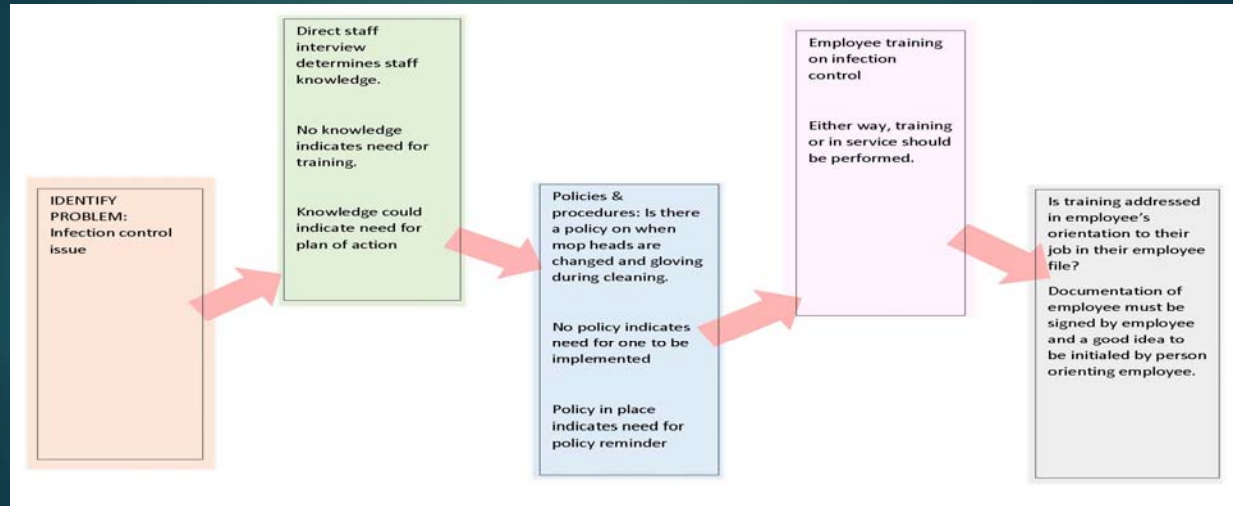 IDENTIFY
PROBLEM:
Infection control
issue
Direct staff
interview
determines staff
knowledge.
No knowledge
indicates need for
training.
Knowledge could
indicate need for
plan of action
Policies &
procedures: Is there
a policy on when
mop heads are
changed and gloving
during cleaning.
No policy indicates
need for one to be
implemented
Policy in place
indicates need for
policy reminder
Employee training
on infection
control
Either way, training
or in service should
be performed.
Is training addressed
in employee's
orientation to their
job in their employee
file?
Documentation of
employee must be
signed by employee
and a good idea to
be initialed by person
orienting employee.